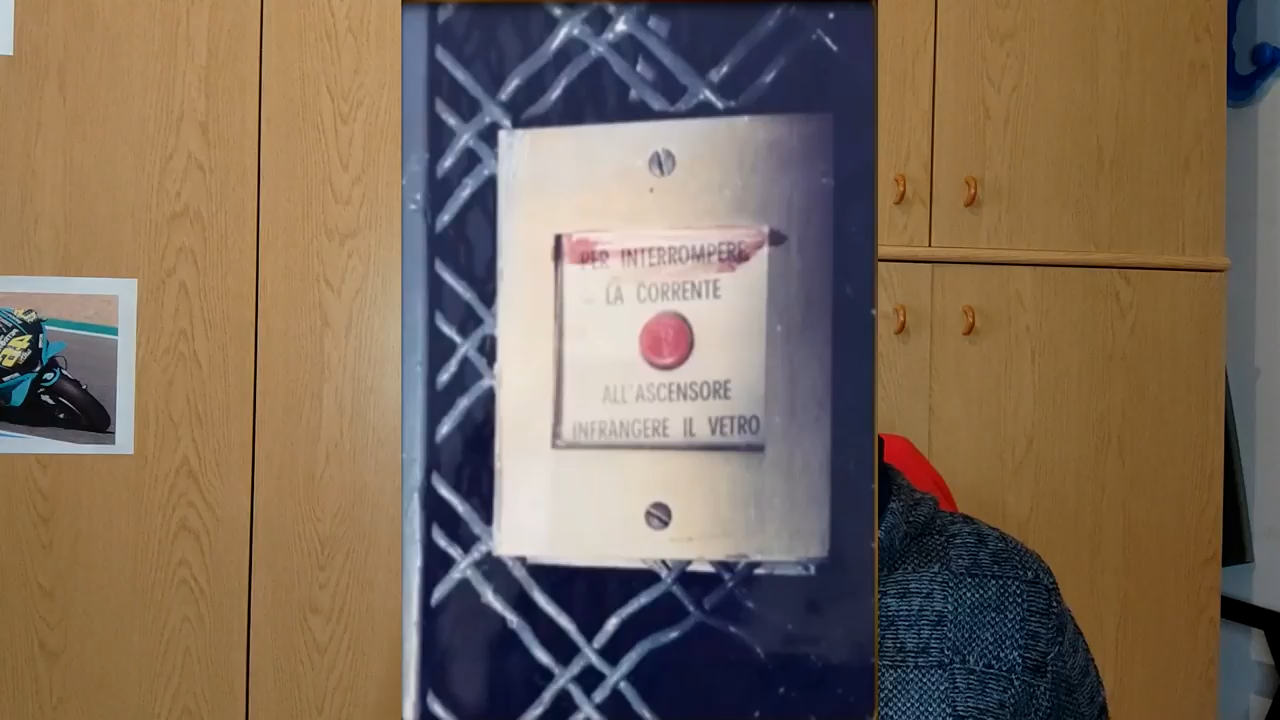 PER INTERROMPERE
LA CORRENTE
ALL'ASCENSORE
INFRANGERE IL VETRO